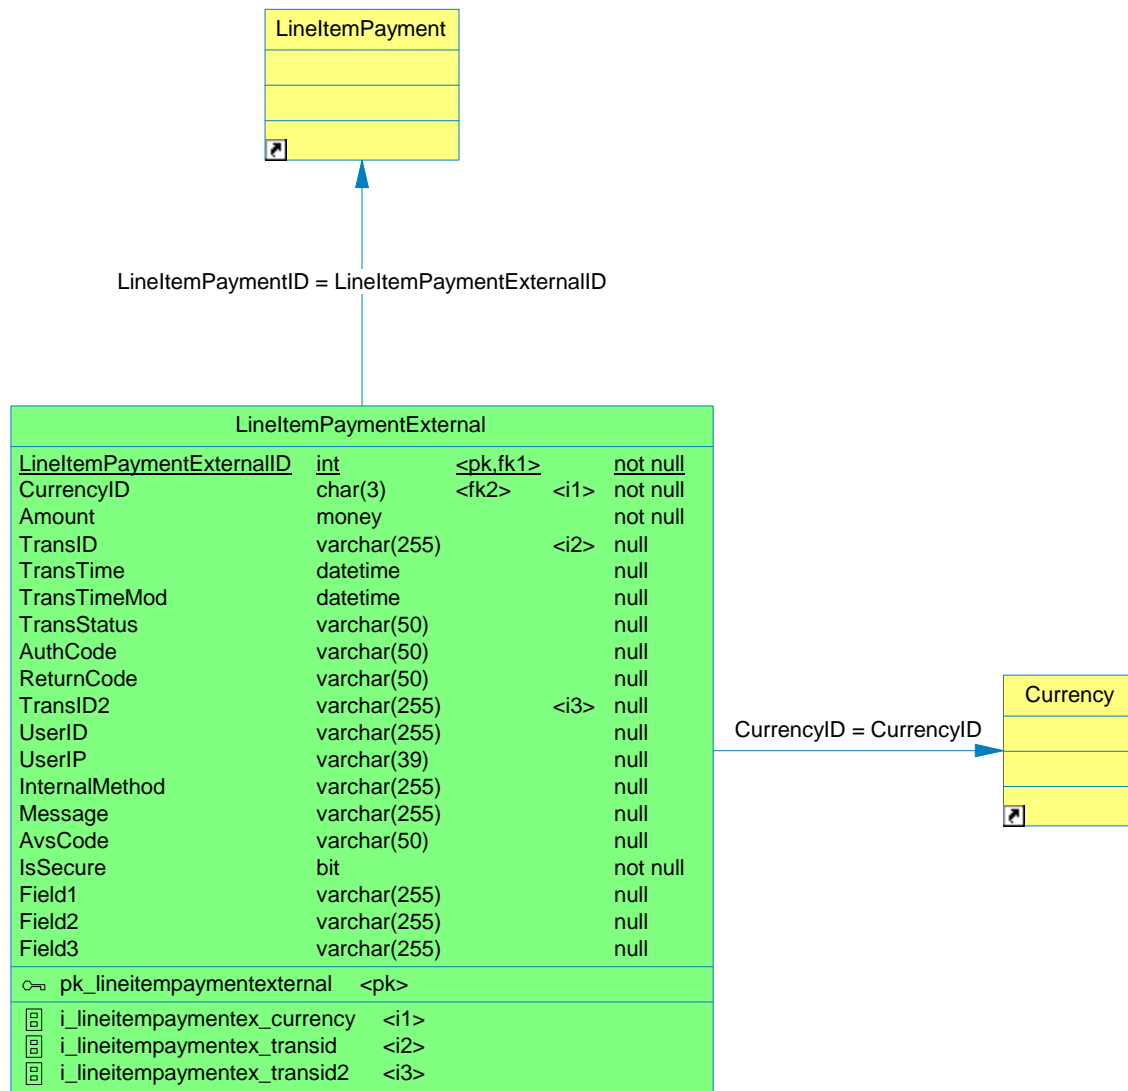 LineItemPayment
LineItemPaymentID = LineItemPaymentExternalID
LineItemPaymentExternal
LineItemPaymentExternalID int <pk,fk1> not null
CurrencyID char(3) <fk2> <i1> not null
Amount money not null
TransID varchar(255) <i2> null
TransTime datetime null
TransTimeMod datetime null
TransStatus varchar(50) null
AuthCode varchar(50) null
ReturnCode varchar(50) null
TransID2 varchar(255) <i3> null
UserID varchar(255) null
UserIP varchar(39) null
InternalMethod varchar(255) null
Message varchar(255) null
AvsCode varchar(50) null
IsSecure bit not null
Field1 varchar(255) null
Field2 varchar(255) null
Field3 varchar(255) null
pk_lineitempaymentexternal <pk>
i_lineitempaymentex_currency <i1>
i_lineitempaymentex_transid <i2>
i_lineitempaymentex_transid2 <i3>
CurrencyID = CurrencyID
Currency